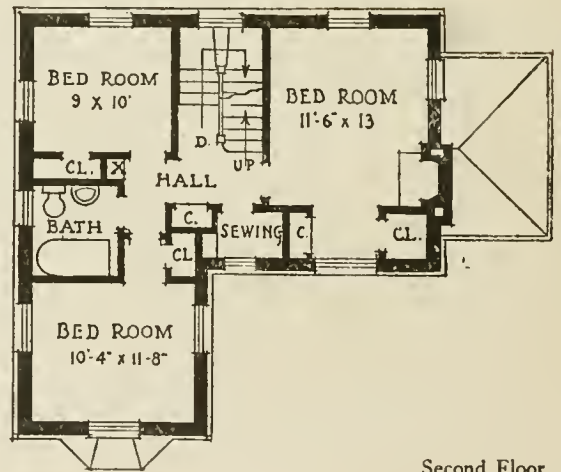 BED ROOM
9 X 10'
BED ROOM
11'-6" x 13
D.
UP
CL.
X
HALL
C.
BATH
SEWING
C.
CL.
CL
BED ROOM
10'-4" x 11-8"
Second Floor